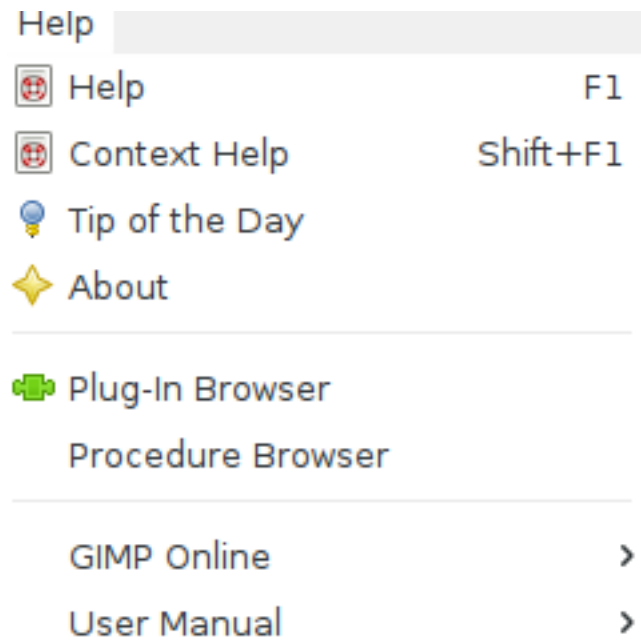 Help
Help F1
Context Help Shift+F1
Tip of the Day
About
Plug-In Browser
Procedure Browser
GIMP Online
User Manual